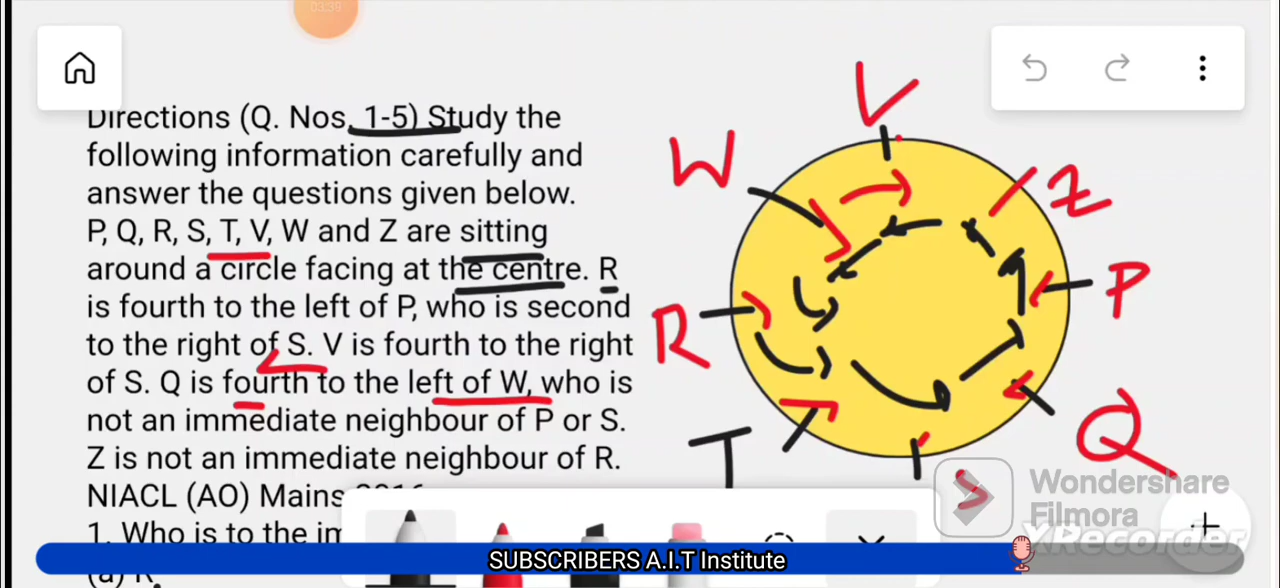 03:39
Directions (Q. Nos. 1-5) Study the
following information carefully and
answer the questions given below.
P, Q, R, S, T, V, W and Z are sitting
around a circle facing at the centre. R
is fourth to the left of P, who is second
to the right of S. V is fourth to the right
of S. Q is fourth to the left of W, who is
not an immediate neighbour of P or S.
Z is not an immediate neighbour of R.
NIACL (AO) Mains
1. Who is to the im
(a) R
V
W
Z
P
R
Q
T
S
Wondershare
Filmora
XRecorder
SUBSCRIBERS A.I.T Institute